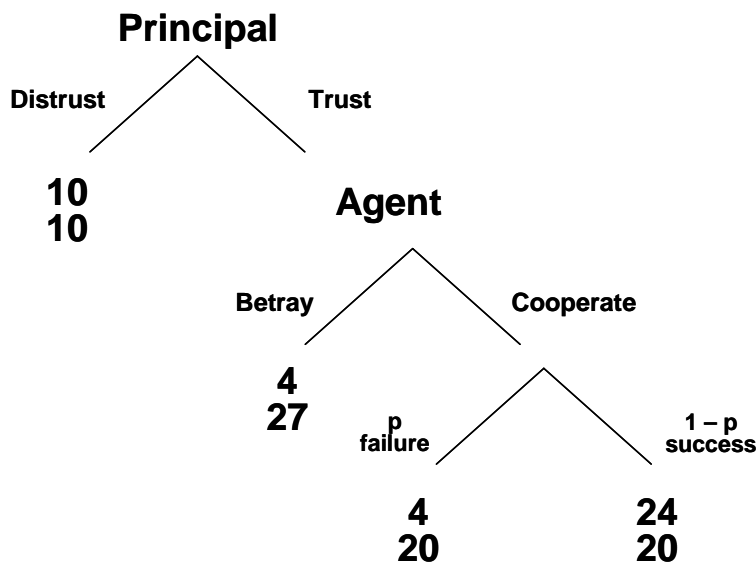 Principal
Distrust
Trust
10
10
Agent
Betray
Cooperate
4
27
p
failure
1 – p
success
4
20
24
20